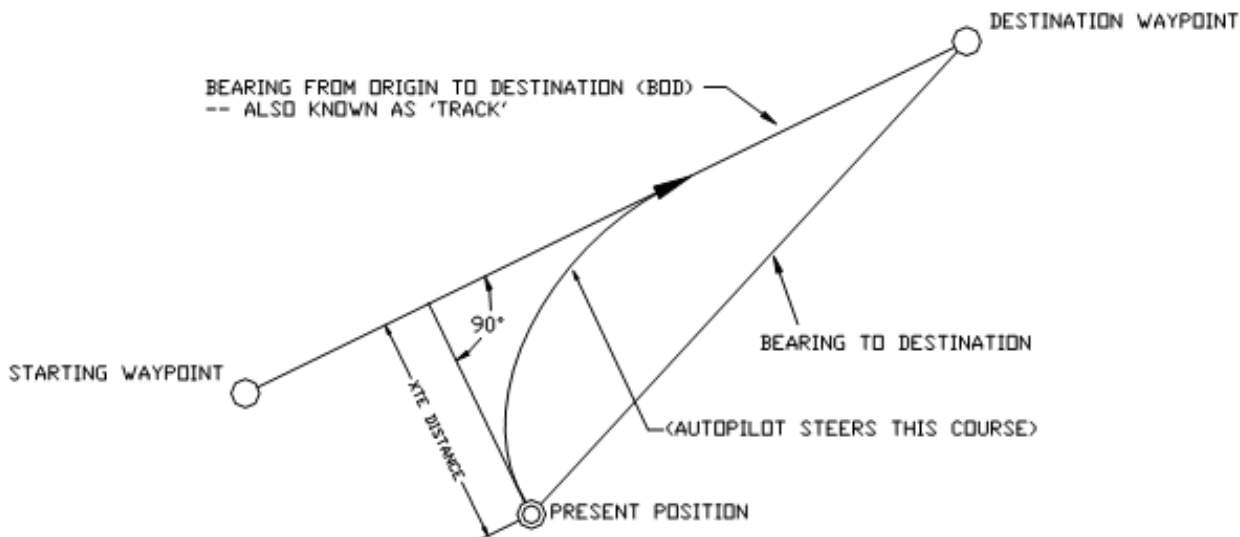 DESTINATION WAYPOINT
BEARING FROM ORIGIN TO DESTINATION (BOD)
-- ALSO KNOWN AS 'TRACK'
90°
BEARING TO DESTINATION
STARTING WAYPOINT
XTE DISTANCE
(AUTOPILOT STEERS THIS COURSE)
PRESENT POSITION